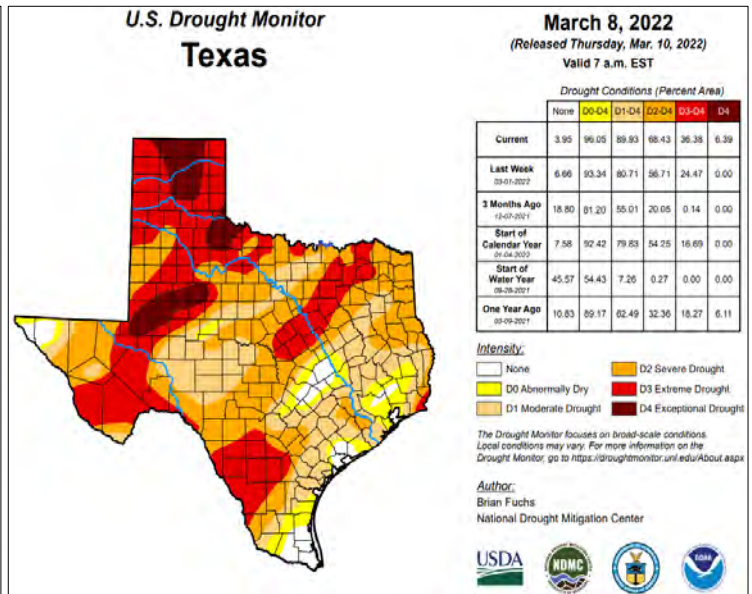 U.S. Drought Monitor
Texas
March 8, 2022
(Released Thursday, Mar. 10, 2022)
Valid 7 a.m. EST
Drought Conditions (Percent Area)
None D0-D4 D1-D4 D2-D4 D3-D4 D4
Current 3.95 96.05 89.93 68.43 36.38 6.39
Last Week 03-01-2022 6.66 93.34 80.71 56.71 24.47 0.00
3 Months Ago 12-07-2021 18.80 81.20 55.01 20.05 0.14 0.00
Start of Calendar Year 01-04-2022 7.58 92.42 79.83 54.25 16.69 0.00
Start of Water Year 09-28-2021 45.57 54.43 7.26 0.27 0.00 0.00
One Year Ago 03-09-2021 10.83 89.17 62.49 32.36 18.27 6.11
Intensity:
None
D0 Abnormally Dry
D1 Moderate Drought
D2 Severe Drought
D3 Extreme Drought
D4 Exceptional Drought
The Drought Monitor focuses on broad-scale conditions.
Local conditions may vary. For more information on the
Drought Monitor, go to https://droughtmonitor.unl.edu/About.aspx
Author:
Brian Fuchs
National Drought Mitigation Center
USDA
NDMC
NOAA